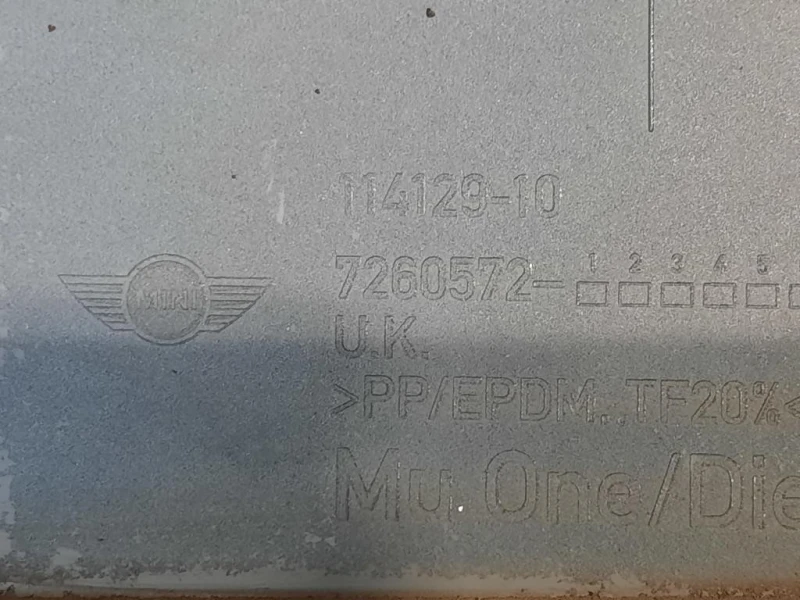 114129-10
7260572- 1 2 3 4 5
MINI
U.K.
>PP/EPDM..TF20%<
Mu One/Die